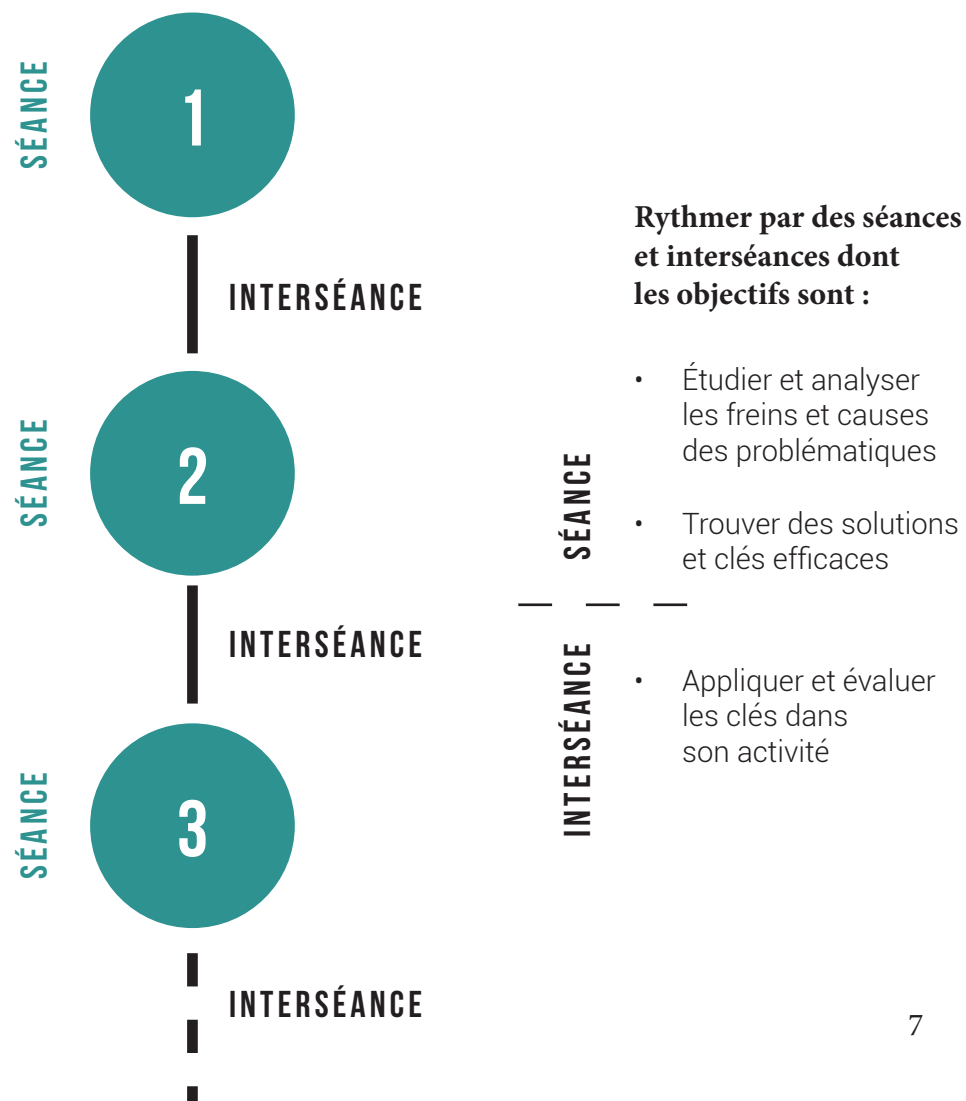 SÉANCE
1
INTERSÉANCE
SÉANCE
2
INTERSÉANCE
SÉANCE
3
INTERSÉANCE
Rythmer par des séances
et interséances dont
les objectifs sont :
SÉANCE
• Étudier et analyser
les freins et causes
des problématiques
• Trouver des solutions
et clés efficaces
INTERSÉANCE
• Appliquer et évaluer
les clés dans
son activité
7